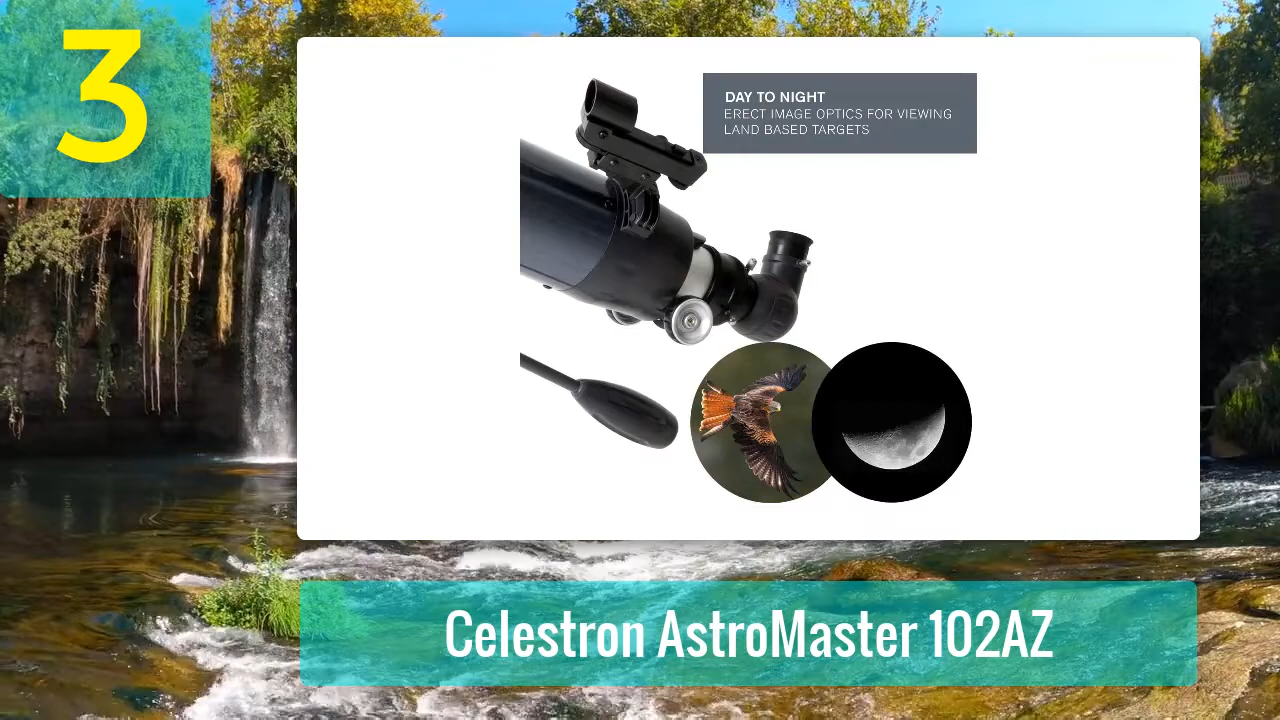 3
DAY TO NIGHT
ERECT IMAGE OPTICS FOR VIEWING
LAND BASED TARGETS
Celestron AstroMaster 102AZ